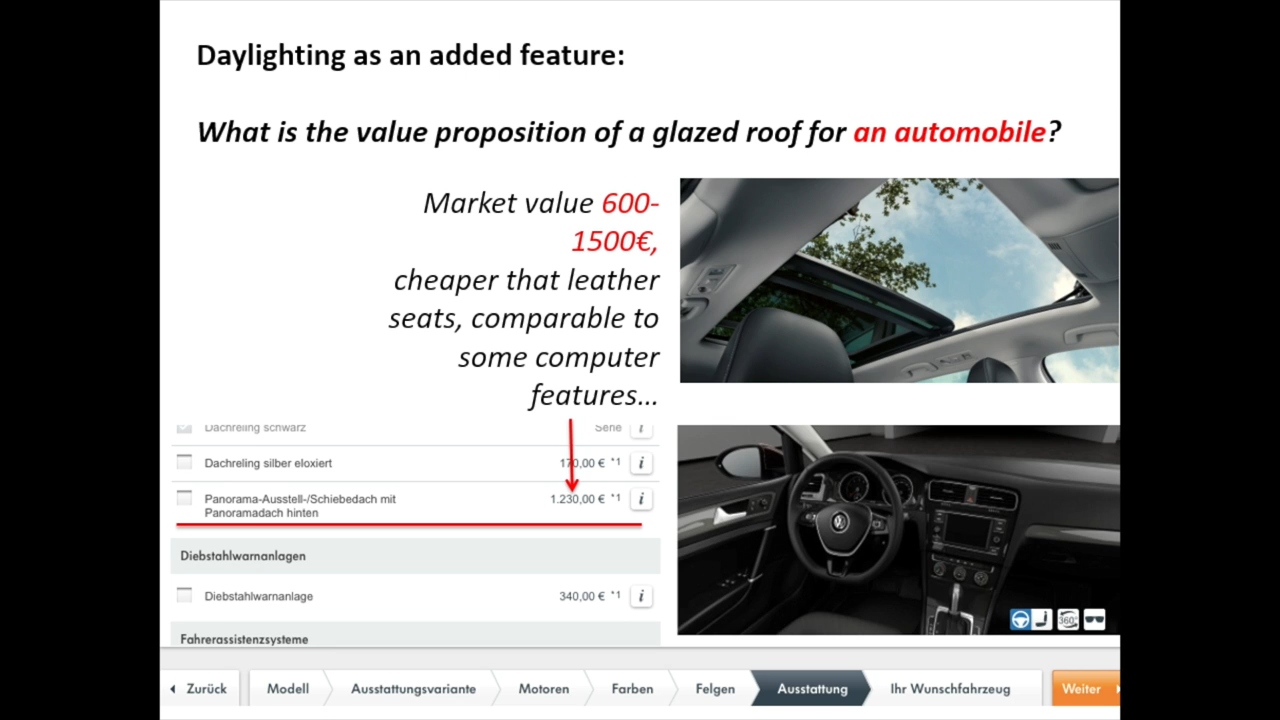 Daylighting as an added feature:
What is the value proposition of a glazed roof for an automobile?
Market value 600-
1500€,
cheaper that leather
seats, comparable to
some computer
features...
Dachreling schwarz Serie i
Dachreling silber eloxiert 170,00 € *1 i
Panorama-Ausstell-/Schiebedach mit 1.230,00 € *1 i
Panoramadach hinten
Diebstahlwarnanlagen
Diebstahlwarnanlage 340,00 € *1 i
Fahrerassistenzsysteme
360°
Zurück Modell Ausstattungsvariante Motoren Farben Felgen Ausstattung Ihr Wunschfahrzeug Weiter